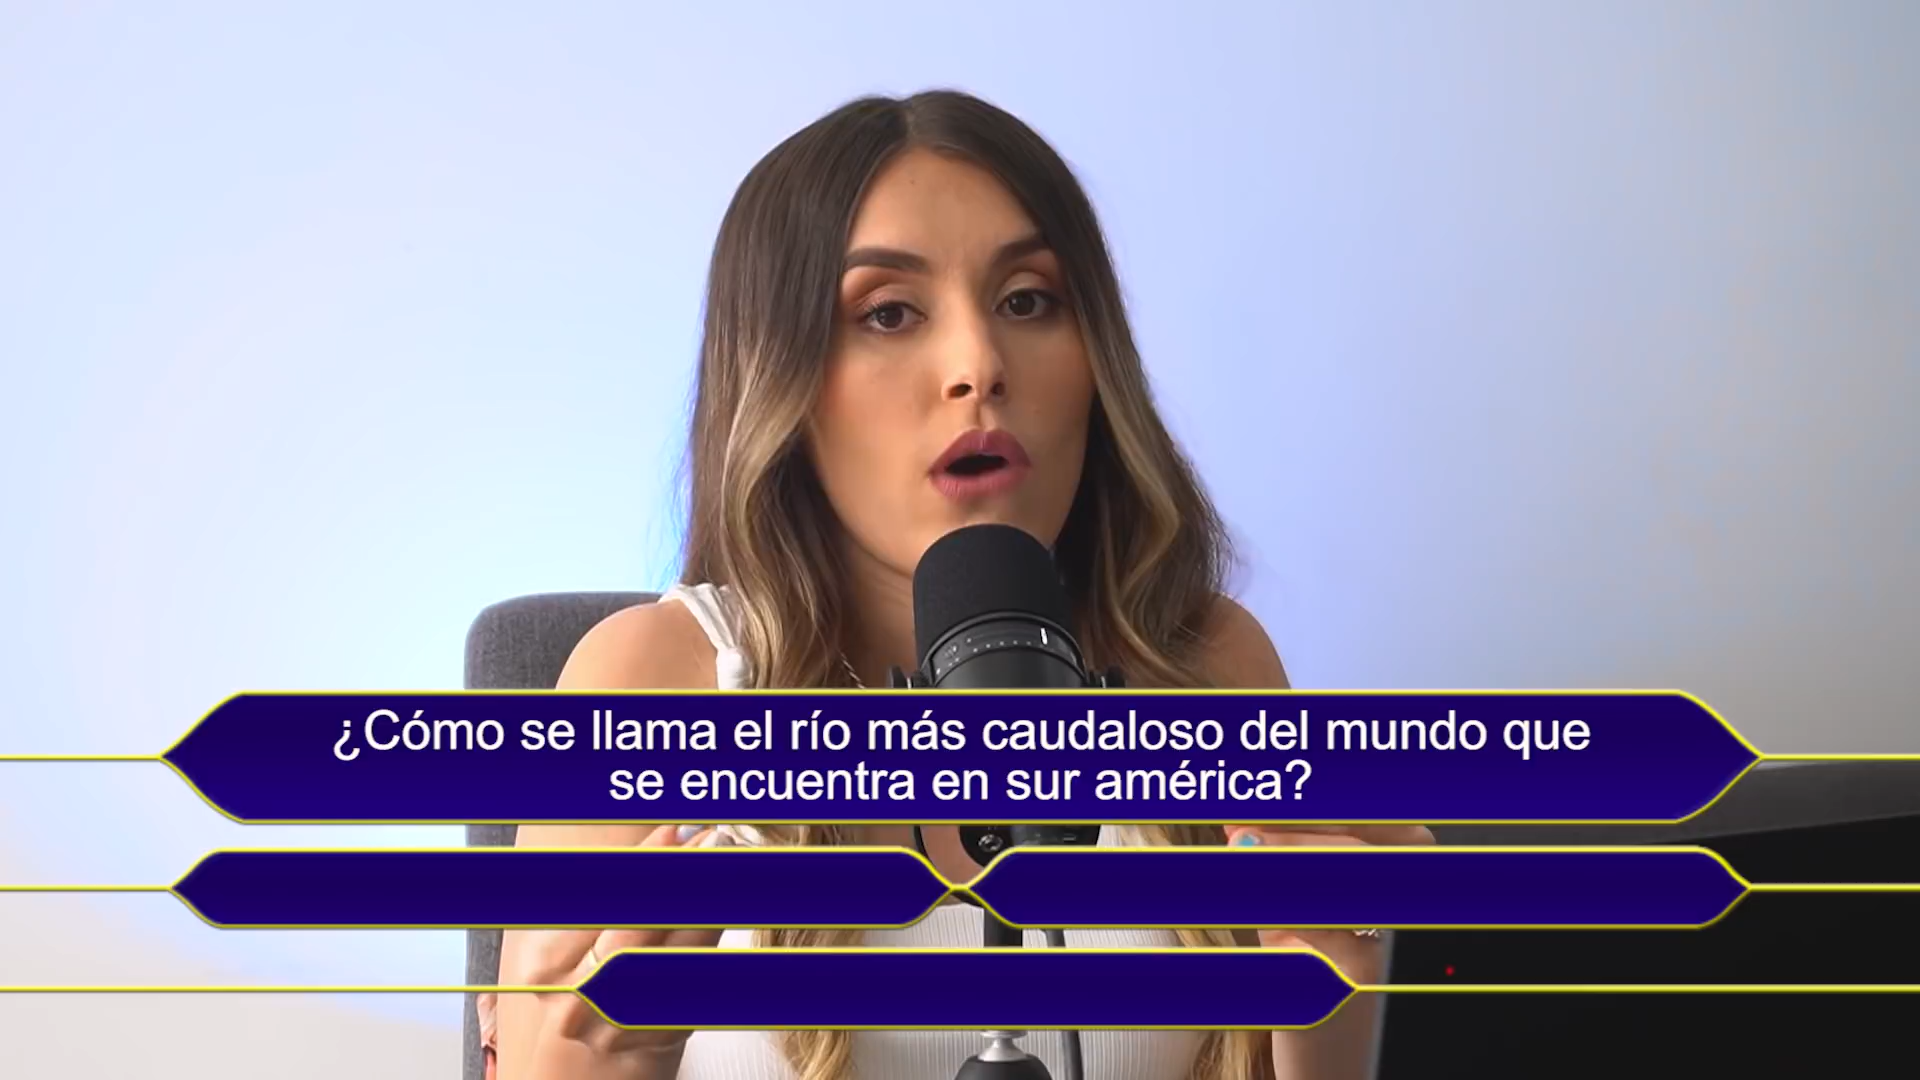 ¿Cómo se llama el río más caudaloso del mundo que
se encuentra en sur américa?